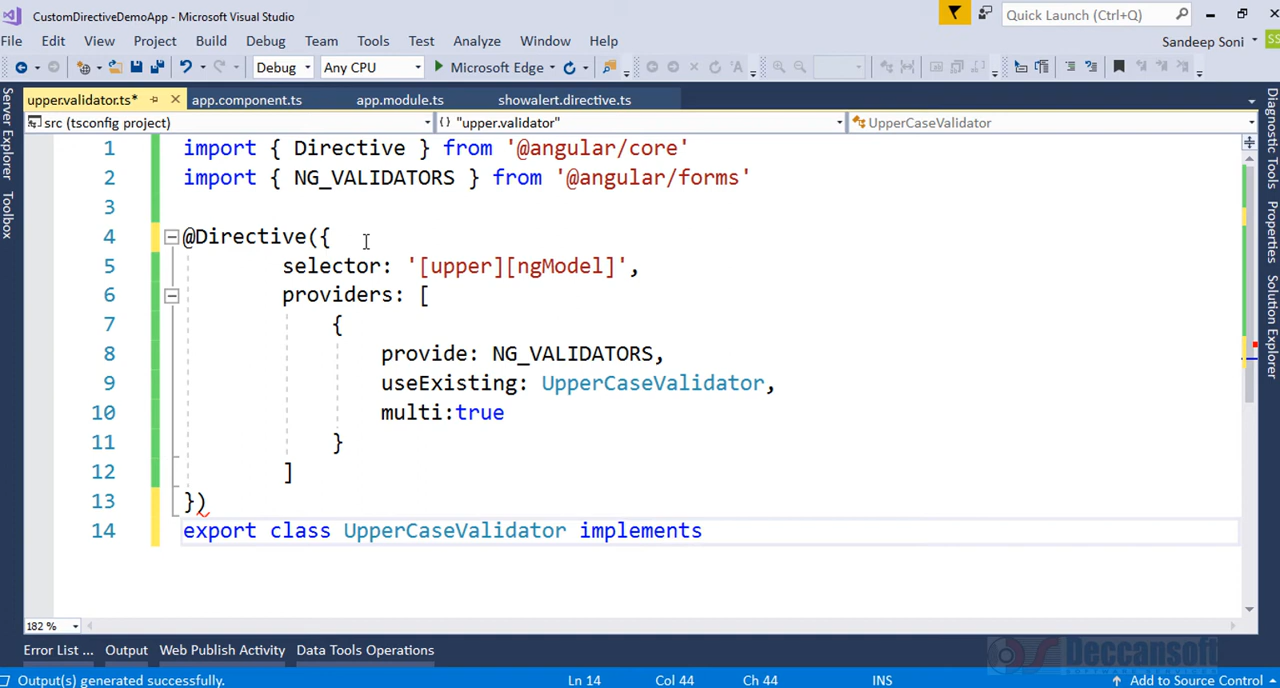 CustomDirectiveDemoApp - Microsoft Visual Studio
Quick Launch (Ctrl+Q)
File Edit View Project Build Debug Team Tools Test Analyze Window Help
Sandeep Soni
SS
Debug Any CPU Microsoft Edge
upper.validator.ts* app.component.ts app.module.ts showalert.directive.ts
src (tsconfig project) {} "upper.validator" UpperCaseValidator
Server Explorer
Toolbox
1 import { Directive } from '@angular/core'
2 import { NG_VALIDATORS } from '@angular/forms'
3
4 @Directive({
5 selector: '[upper][ngModel]',
6 providers: [
7 {
8 provide: NG_VALIDATORS,
9 useExisting: UpperCaseValidator,
10 multi:true
11 }
12 ]
13 })
14 export class UpperCaseValidator implements
Diagnostic Tools
Properties
Solution Explorer
182 %
Error List ... Output Web Publish Activity Data Tools Operations
Deccansoft
Output(s) generated successfully. Ln 14 Col 44 Ch 44 INS Add to Source Control